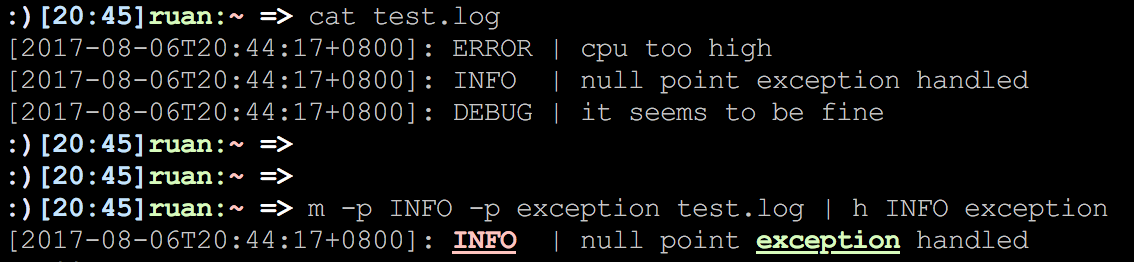 :)[20:45]ruan:~ => cat test.log
[2017-08-06T20:44:17+0800]: ERROR | cpu too high
[2017-08-06T20:44:17+0800]: INFO  | null point exception handled
[2017-08-06T20:44:17+0800]: DEBUG | it seems to be fine
:)[20:45]ruan:~ =>
:)[20:45]ruan:~ =>
:)[20:45]ruan:~ => m -p INFO -p exception test.log | h INFO exception
[2017-08-06T20:44:17+0800]: INFO  | null point exception handled